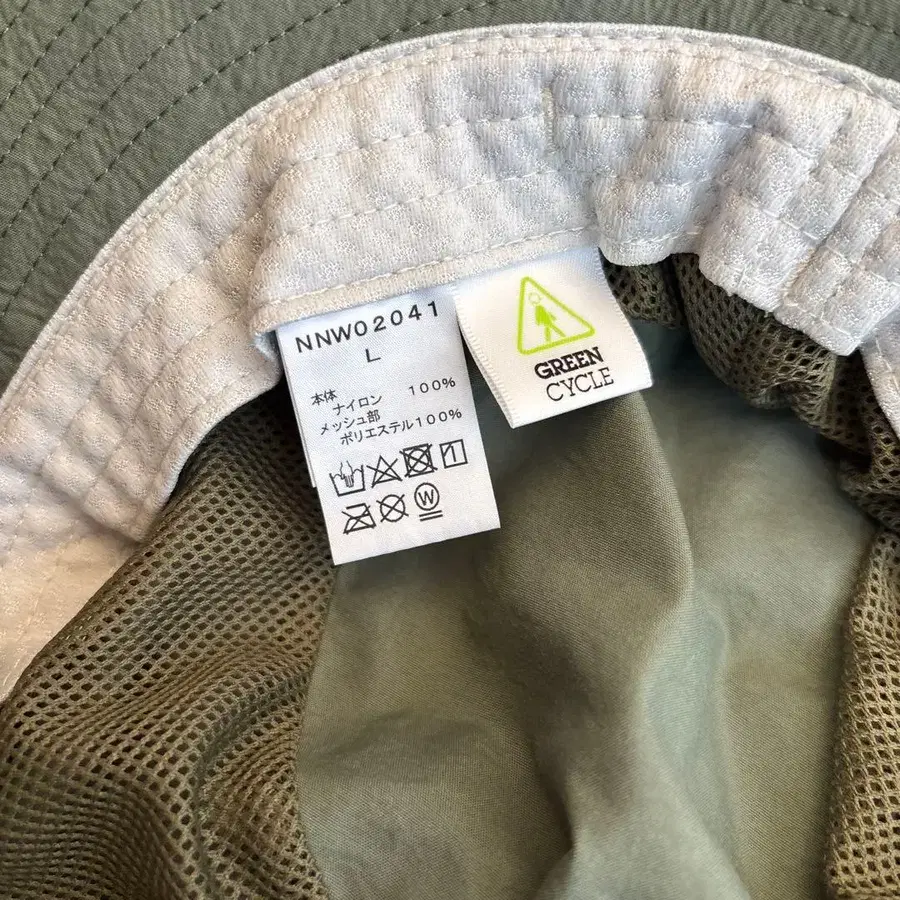 NNW02041
L
本体
ナイロン 100%
メッシュ部
ポリエステル100%
W
GREEN
CYCLE